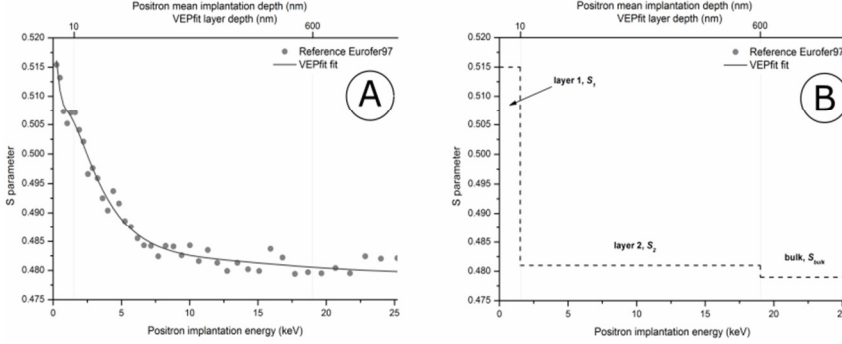 Positron mean implantation depth (nm)
VEPfit layer depth (nm)
10 600
0.520
0.515
0.510
0.505
0.500
0.495
0.490
0.485
0.480
0.475
S parameter
Reference Eurofer97
VEPfit fit
A
0 5 10 15 20 25
Positron implantation energy (keV)
Positron mean implantation depth (nm)
VEPfit layer depth (nm)
10 600
0.520
0.515
0.510
0.505
0.500
0.495
0.490
0.485
0.480
0.475
S parameter
Reference Eurofer97
VEPfit fit
B
layer 1, S1
layer 2, S2
bulk, Sbulk
0 5 10 15 20 25
Positron implantation energy (keV)